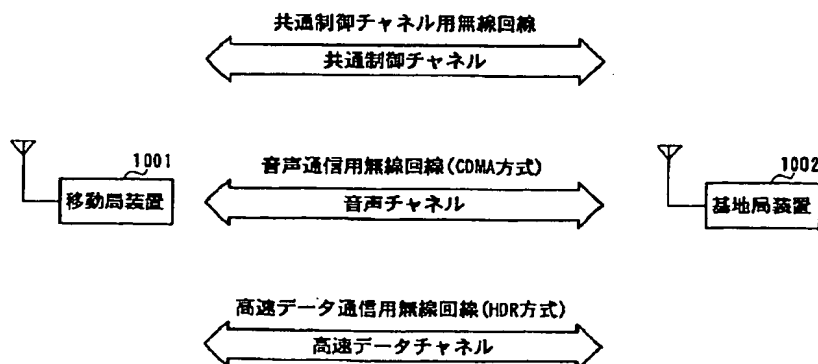 共通制御チャネル用無線回線
共通制御チャネル
1001
移動局装置
音声通信用無線回線(CDMA方式)
音声チャネル
1002
基地局装置
高速データ通信用無線回線(HDR方式)
高速データチャネル